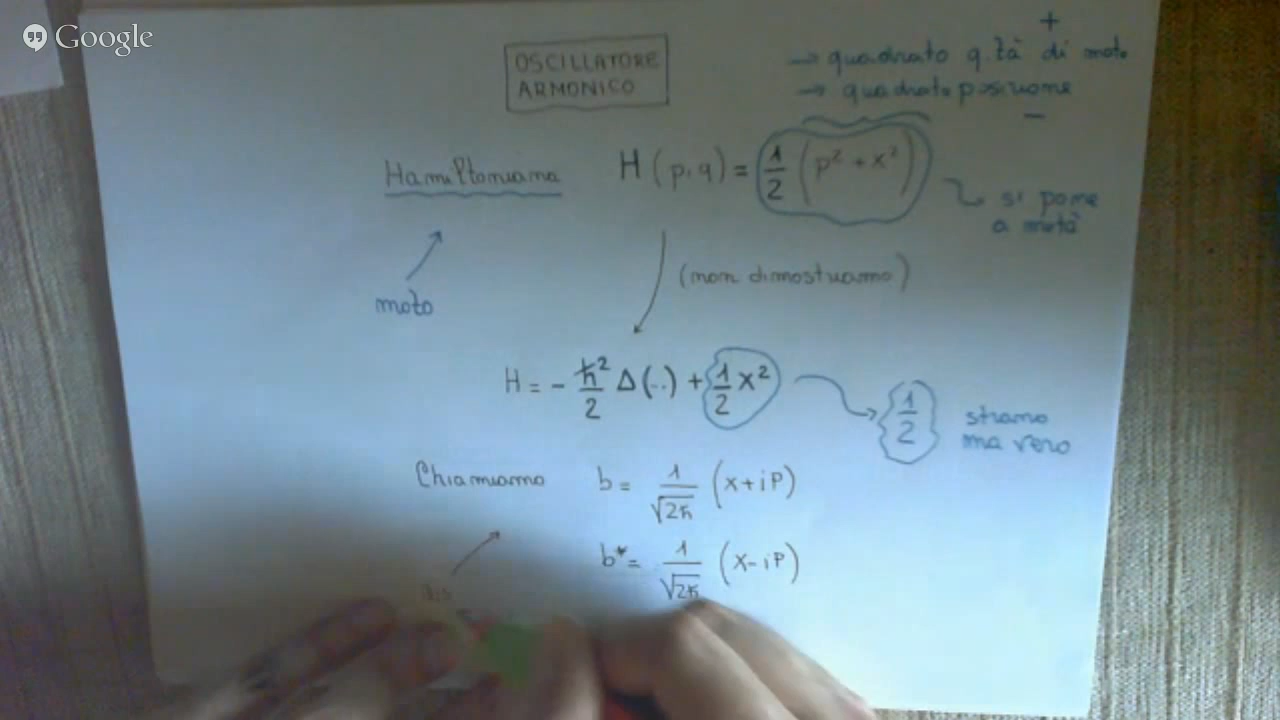 Google
OSCILLATORE
ARMONICO
+
→ quadrato q.tà di moto
→ quadrato posizione
−
Hamiltoniana
H (p,q) = 1/2 (p² + x²)
si pone
a metà
(non dimostriamo)
moto
H = - ℏ²/2 Δ(..) + 1/2 x²
1/2
strano
ma vero
Chiamiamo
b = 1/√2ℏ (x+iP)
b* = 1/√2ℏ (x-iP)